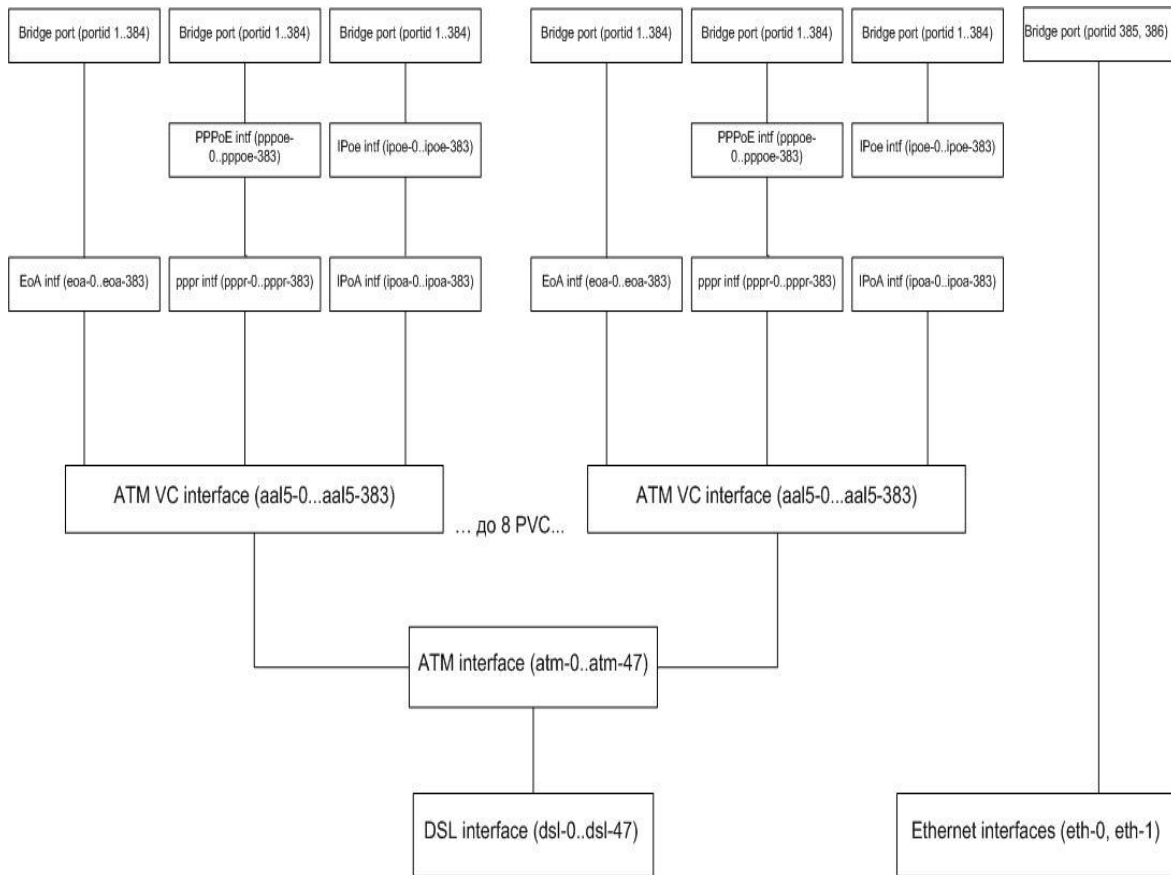 Bridge port (portid 1..384)
Bridge port (portid 1..384)
Bridge port (portid 1..384)
Bridge port (portid 1..384)
Bridge port (portid 1..384)
Bridge port (portid 1..384)
Bridge port (portid 385, 386)
PPPoE intf (pppoe-
0..pppoe-383)
IPoe intf (ipoe-0..ipoe-383)
PPPoE intf (pppoe-
0..pppoe-383)
IPoe intf (ipoe-0..ipoe-383)
EoA intf (eoa-0..eoa-383)
pppr intf (pppr-0..pppr-383)
IPoA intf (ipoa-0..ipoa-383)
EoA intf (eoa-0..eoa-383)
pppr intf (pppr-0..pppr-383)
IPoA intf (ipoa-0..ipoa-383)
ATM VC interface (aal5-0...aal5-383)
... до 8 PVC...
ATM VC interface (aal5-0...aal5-383)
ATM interface (atm-0..atm-47)
DSL interface (dsl-0..dsl-47)
Ethernet interfaces (eth-0, eth-1)